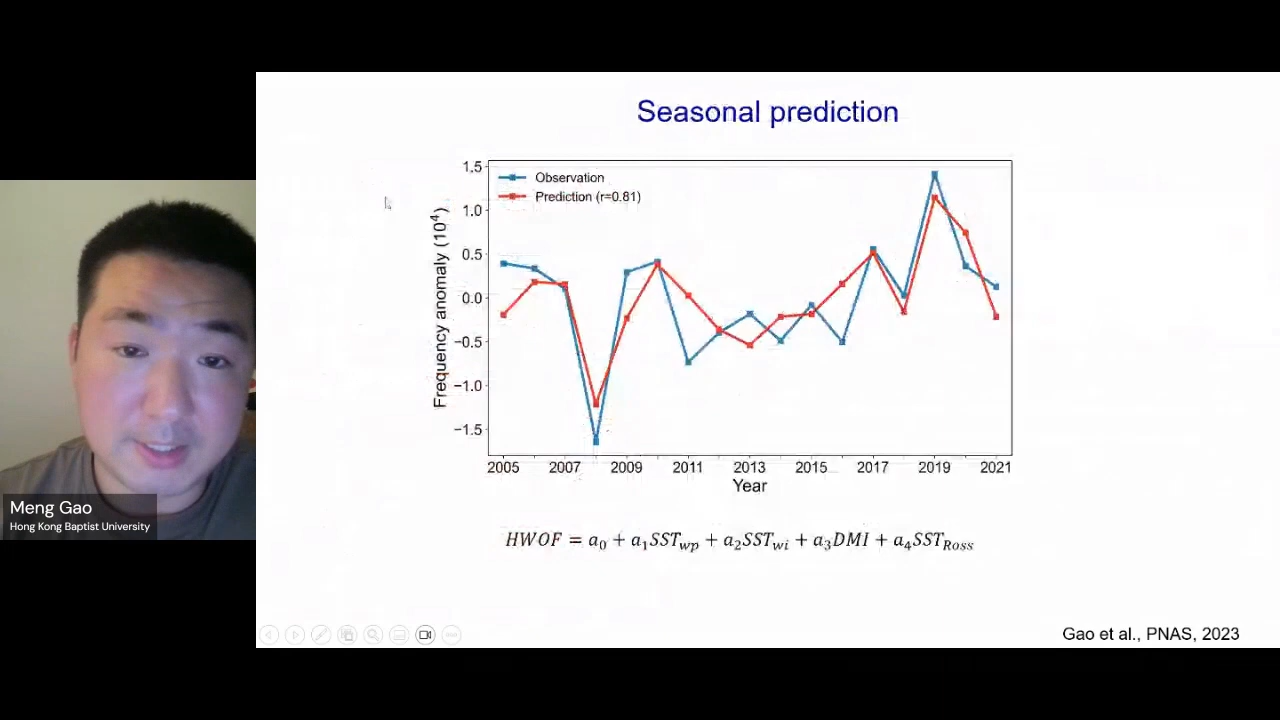 Seasonal prediction
1.5
1.0
0.5
0.0
−0.5
−1.0
−1.5
Frequency anomaly (10⁴)
Observation
Prediction (r=0.81)
2005 2007 2009 2011 2013 2015 2017 2019 2021
Year
HWOF = a₀ + a₁SST_wp + a₂SST_wi + a₃DMI + a₄SST_Ross
Gao et al., PNAS, 2023
Meng Gao
Hong Kong Baptist University